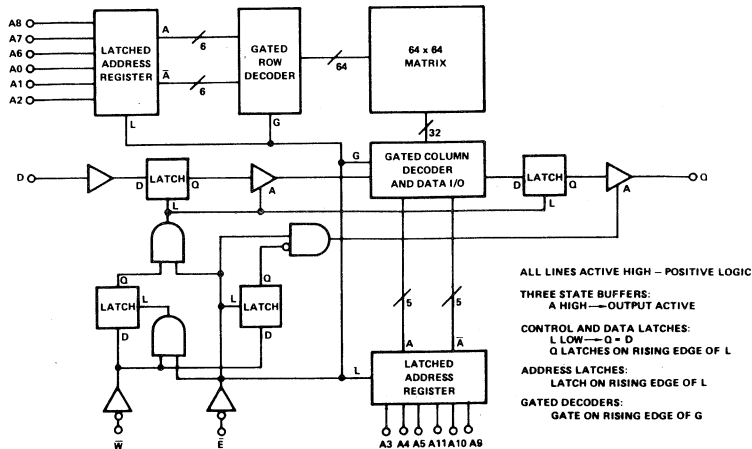 A8
A7
A6
A0
A1
A2
LATCHED
ADDRESS
REGISTER
A
A̅
L
6
6
GATED
ROW
DECODER
G
64
64 x 64
MATRIX
32
D
D
LATCH
Q
L
A
G
GATED COLUMN
DECODER
AND DATA I/O
D
LATCH
Q
L
A
Q
Q
LATCH
L
D
Q
L
LATCH
D
5
5
A
A̅
L
LATCHED
ADDRESS
REGISTER
W̅
E̅
A3
A4
A5
A11
A10
A9
ALL LINES ACTIVE HIGH – POSITIVE LOGIC
THREE STATE BUFFERS:
A HIGH → OUTPUT ACTIVE
CONTROL AND DATA LATCHES:
L LOW → Q = D
Q LATCHES ON RISING EDGE OF L
ADDRESS LATCHES:
LATCH ON RISING EDGE OF L
GATED DECODERS:
GATE ON RISING EDGE OF G